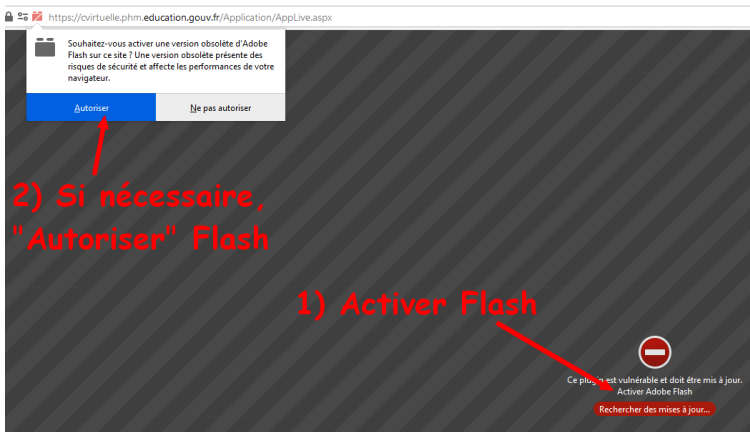 https://cvirtuelle.phm.education.gouv.fr/Application/AppLive.aspx
Souhaitez-vous activer une version obsolète d'Adobe
Flash sur ce site ? Une version obsolète présente des
risques de sécurité et affecte les performances de votre
navigateur.
Autoriser
Ne pas autoriser
2) Si nécessaire,
"Autoriser" Flash
1) Activer Flash
Ce plugin est vulnérable et doit être mis à jour.
Activer Adobe Flash
Rechercher des mises à jour...